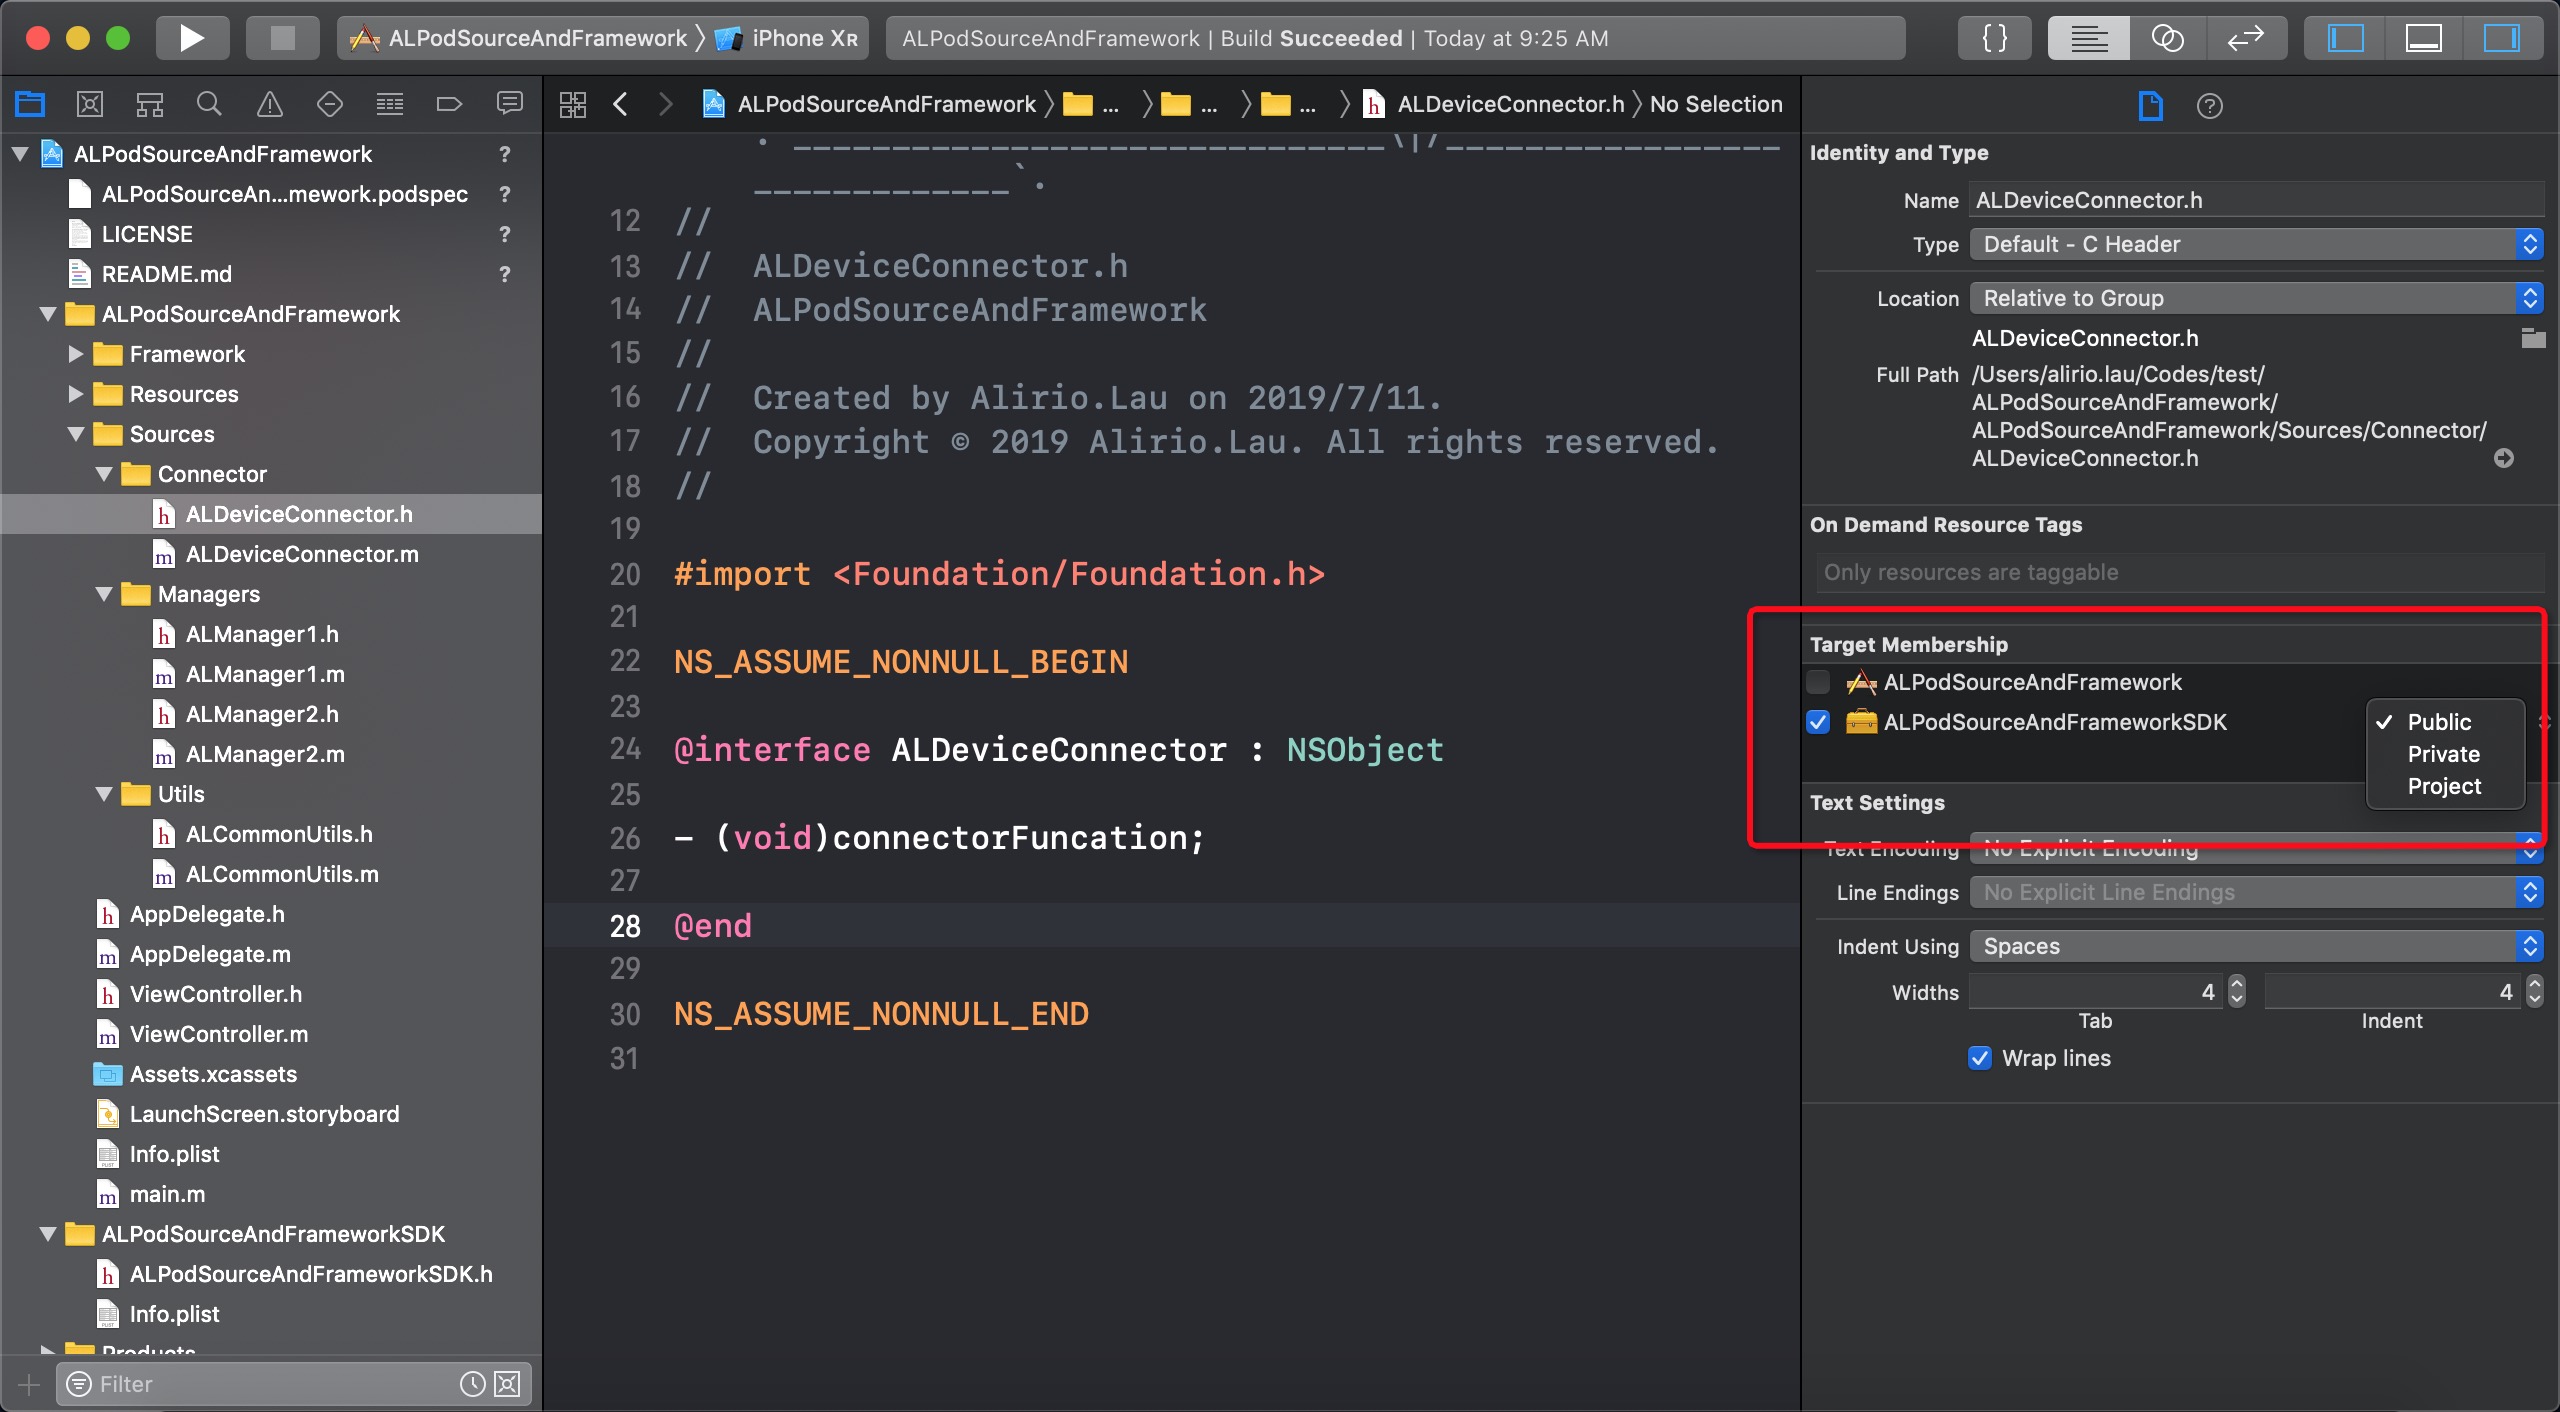 ALPodSourceAndFramework 〉 iPhone Xʀ
ALPodSourceAndFramework | Build Succeeded | Today at 9:25 AM
{}
ALPodSourceAndFramework
?
ALPodSourceAn...mework.podspec
?
LICENSE
?
README.md
?
ALPodSourceAndFramework
Framework
Resources
Sources
Connector
h ALDeviceConnector.h
m ALDeviceConnector.m
Managers
h ALManager1.h
m ALManager1.m
h ALManager2.h
m ALManager2.m
Utils
h ALCommonUtils.h
m ALCommonUtils.m
h AppDelegate.h
m AppDelegate.m
h ViewController.h
m ViewController.m
Assets.xcassets
LaunchScreen.storyboard
Info.plist
m main.m
ALPodSourceAndFrameworkSDK
h ALPodSourceAndFrameworkSDK.h
Info.plist
Products
Filter
ALPodSourceAndFramework 〉 ... 〉 ... 〉 ... 〉 h ALDeviceConnector.h 〉 No Selection
12 //
13 //  ALDeviceConnector.h
14 //  ALPodSourceAndFramework
15 //
16 //  Created by Alirio.Lau on 2019/7/11.
17 //  Copyright © 2019 Alirio.Lau. All rights reserved.
18 //
19
20 #import <Foundation/Foundation.h>
21
22 NS_ASSUME_NONNULL_BEGIN
23
24 @interface ALDeviceConnector : NSObject
25
26 - (void)connectorFuncation;
27
28 @end
29
30 NS_ASSUME_NONNULL_END
31
Identity and Type
Name ALDeviceConnector.h
Type Default - C Header
Location Relative to Group
ALDeviceConnector.h
Full Path /Users/alirio.lau/Codes/test/
ALPodSourceAndFramework/
ALPodSourceAndFramework/Sources/Connector/
ALDeviceConnector.h
On Demand Resource Tags
Only resources are taggable
Target Membership
ALPodSourceAndFramework
ALPodSourceAndFrameworkSDK
✓ Public
Private
Project
Text Settings
Text Encoding No Explicit Encoding
Line Endings No Explicit Line Endings
Indent Using Spaces
Widths 4 4
Tab Indent
Wrap lines